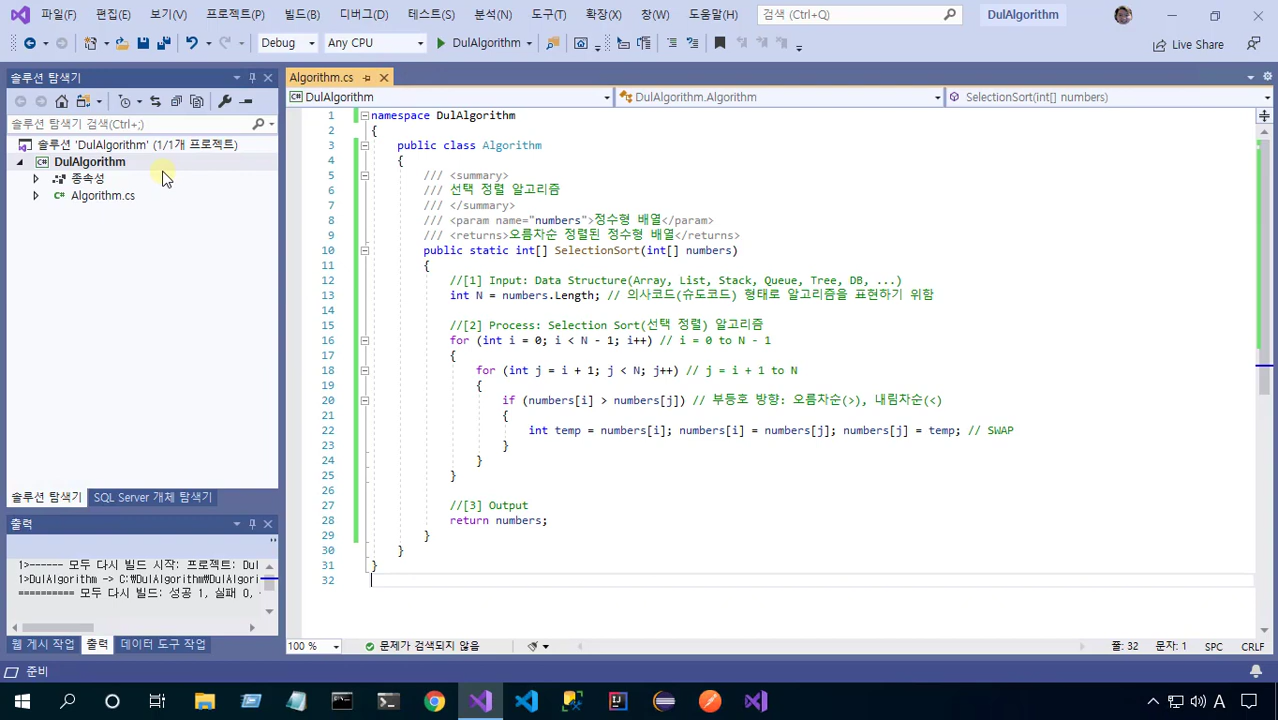 파일(F) 편집(E) 보기(V) 프로젝트(P) 빌드(B) 디버그(D) 테스트(S) 분석(N) 도구(T) 확장(X) 창(W) 도움말(H) 검색 (Ctrl+Q) DulAlgorithm
Debug Any CPU DulAlgorithm Live Share
솔루션 탐색기
솔루션 탐색기 검색(Ctrl+;)
솔루션 'DulAlgorithm' (1/1개 프로젝트)
DulAlgorithm
종속성
Algorithm.cs
솔루션 탐색기 SQL Server 개체 탐색기
출력
1>------ 모두 다시 빌드 시작: 프로젝트: Dul
1>DulAlgorithm -> C:\DulAlgorithm\DulAlgori
========== 모두 다시 빌드: 성공 1, 실패 0,
웹 게시 작업 출력 데이터 도구 작업
Algorithm.cs
DulAlgorithm DulAlgorithm.Algorithm SelectionSort(int[] numbers)
1 namespace DulAlgorithm
2 {
3 public class Algorithm
4 {
5 /// <summary>
6 /// 선택 정렬 알고리즘
7 /// </summary>
8 /// <param name="numbers">정수형 배열</param>
9 /// <returns>오름차순 정렬된 정수형 배열</returns>
10 public static int[] SelectionSort(int[] numbers)
11 {
12 //[1] Input: Data Structure(Array, List, Stack, Queue, Tree, DB, ...)
13 int N = numbers.Length; // 의사코드(슈도코드) 형태로 알고리즘을 표현하기 위함
14
15 //[2] Process: Selection Sort(선택 정렬) 알고리즘
16 for (int i = 0; i < N - 1; i++) // i = 0 to N - 1
17 {
18 for (int j = i + 1; j < N; j++) // j = i + 1 to N
19 {
20 if (numbers[i] > numbers[j]) // 부등호 방향: 오름차순(>), 내림차순(<)
21 {
22 int temp = numbers[i]; numbers[i] = numbers[j]; numbers[j] = temp; // SWAP
23 }
24 }
25 }
26
27 //[3] Output
28 return numbers;
29 }
30 }
31 }
32
100 % 문제가 검색되지 않음 줄: 32 문자: 1 SPC CRLF
준비
A